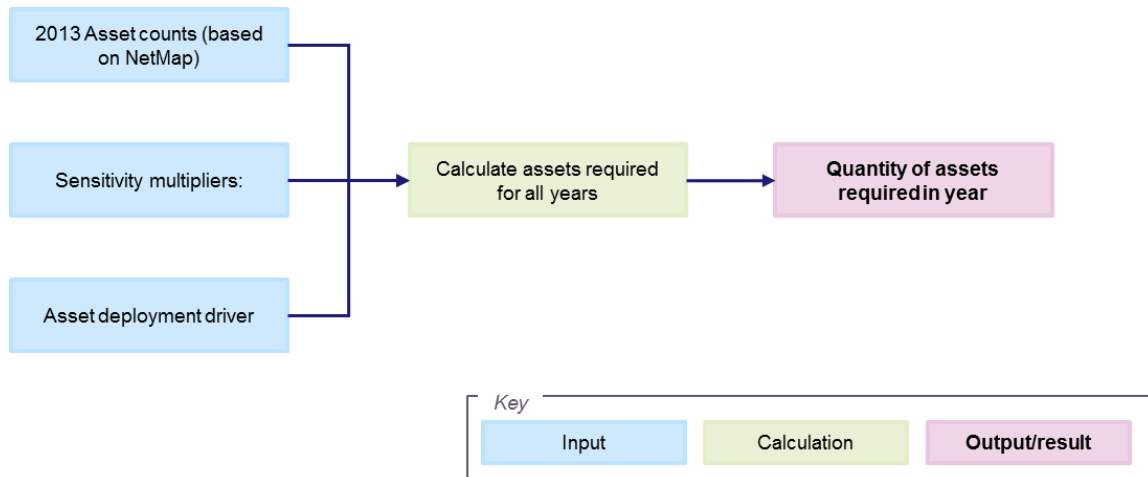 2013 Asset counts (based
on NetMap)
Sensitivity multipliers:
Calculate assets required
for all years
Quantity of assets
required in year
Asset deployment driver
Key
Input
Calculation
Output/result